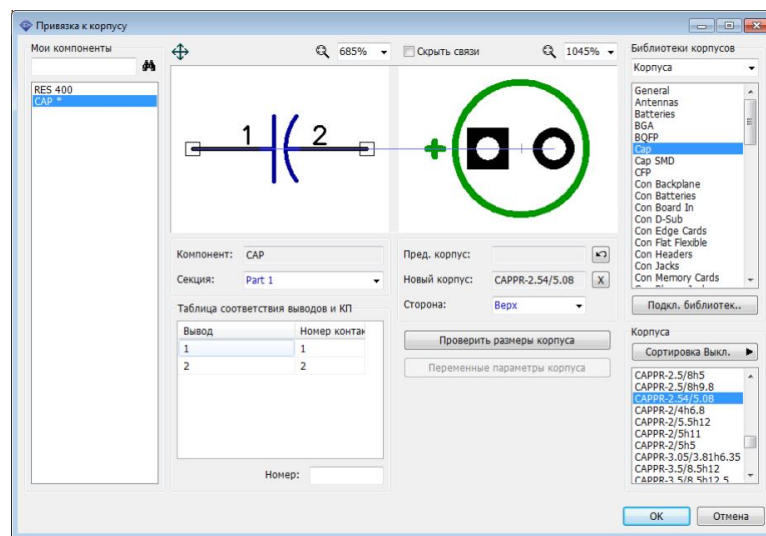 Привязка к корпусу
Мои компоненты
RES 400
CAP *
685%
Скрыть связи
1045%
1 2
Компонент: CAP
Секция: Part 1
Таблица соответствия выводов и КП
Вывод Номер контак
1 1
2 2
Номер:
Пред. корпус:
Новый корпус: CAPPR-2.54/5.08 X
Сторона: Верх
Проверить размеры корпуса
Переменные параметры корпуса
Библиотеки корпусов
Корпуса
General
Antennas
Batteries
BGA
BQFP
Cap
Cap SMD
CFP
Con Backplane
Con Batteries
Con Board In
Con D-Sub
Con Edge Cards
Con Flat Flexible
Con Headers
Con Jacks
Con Memory Cards
Подкл. библиотек..
Корпуса
Сортировка Выкл.
CAPPR-2.5/8h5
CAPPR-2.5/8h9.8
CAPPR-2.54/5.08
CAPPR-2/4h6.8
CAPPR-2/5.5h12
CAPPR-2/5h11
CAPPR-2/5h5
CAPPR-3.05/3.81h6.35
CAPPR-3.5/8.5h12
CAPPR-3.5/8.5h12.5
OK Отмена